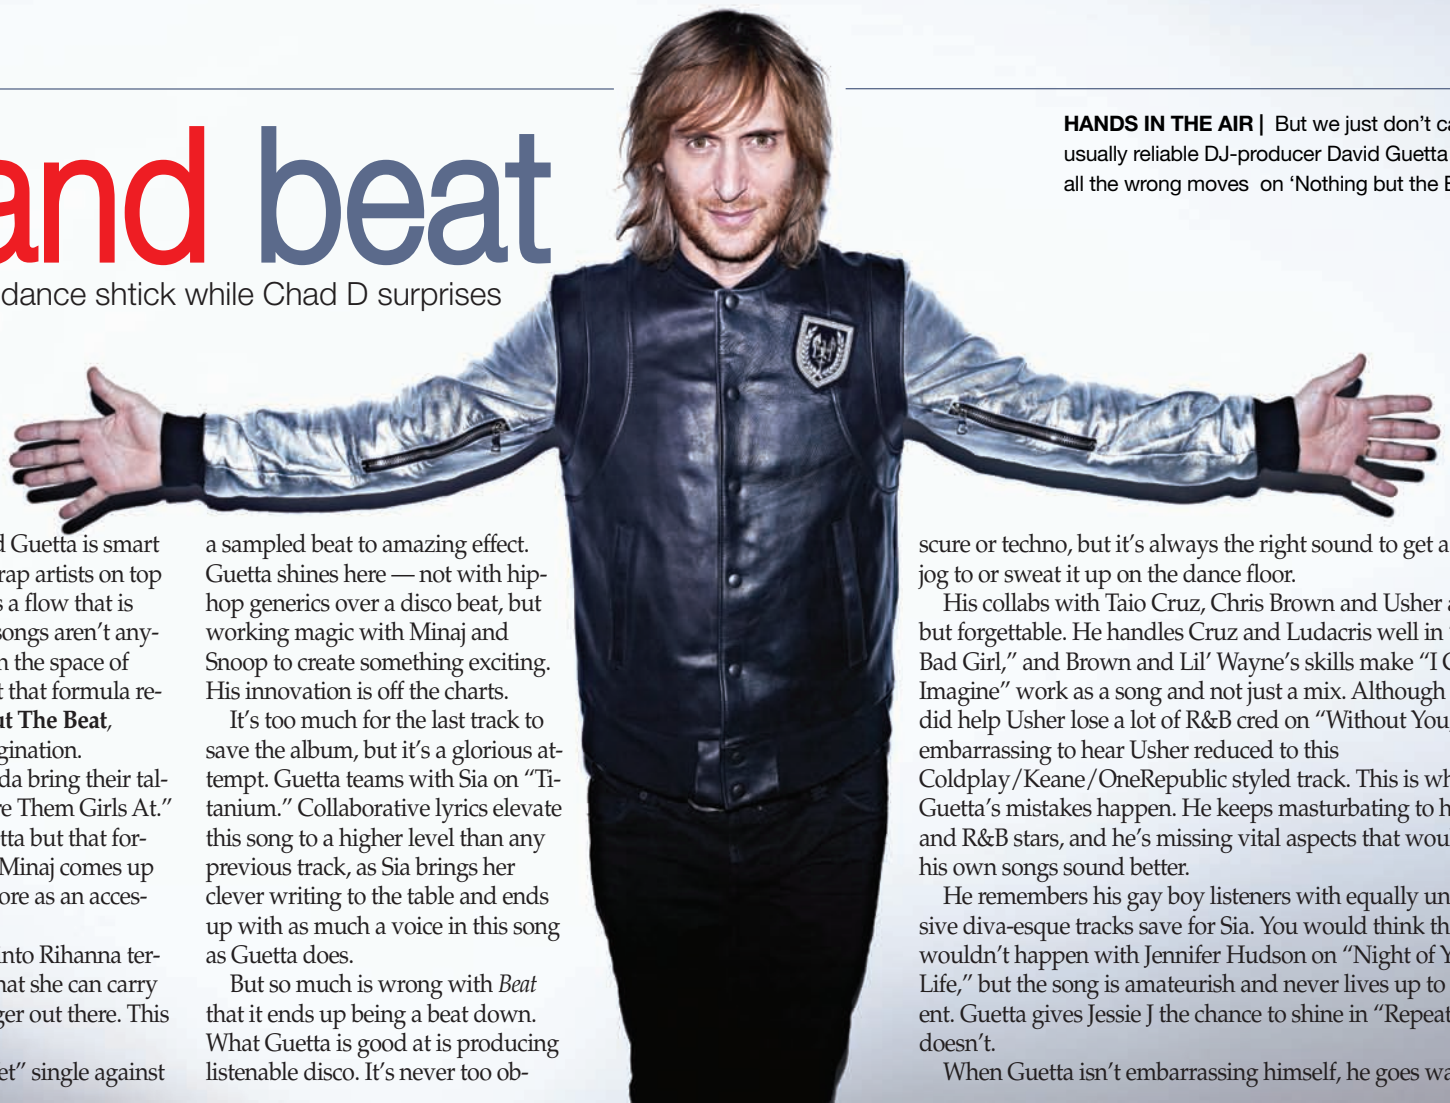 and beat
dance shtick while Chad D surprises
HANDS IN THE AIR | But we just don't
usually reliable DJ-producer David Guetta
all the wrong moves on 'Nothing but the
Guetta is smart
rap artists on top
a flow that is
songs aren't any-
the space of
that formula re-
The Beat,
bring their tal-
Them Girls At."
but that for-
Minaj comes up
as an acces-
into Rihanna ter-
she can carry
out there. This
single against
a sampled beat to amazing effect.
Guetta shines here — not with hip-
hop generics over a disco beat, but
working magic with Minaj and
Snoop to create something exciting.
His innovation is off the charts.
It's too much for the last track to
save the album, but it's a glorious at-
tempt. Guetta teams with Sia on "Ti-
tanium." Collaborative lyrics elevate
this song to a higher level than any
previous track, as Sia brings her
clever writing to the table and ends
up with as much a voice in this song
as Guetta does.
But so much is wrong with Beat
that it ends up being a beat down.
What Guetta is good at is producing
listenable disco. It's never too ob-
scure or techno, but it's always the right sound to get a
jog to or sweat it up on the dance floor.
His collabs with Taio Cruz, Chris Brown and Usher
but forgettable. He handles Cruz and Ludacris well in
Bad Girl," and Brown and Lil' Wayne's skills make "I
Imagine" work as a song and not just a mix. Although
did help Usher lose a lot of R&B cred on "Without You,
embarrassing to hear Usher reduced to this
Coldplay/Keane/OneRepublic styled track. This is
Guetta's mistakes happen. He keeps masturbating to
and R&B stars, and he's missing vital aspects that
his own songs sound better.
He remembers his gay boy listeners with equally
sive diva-esque tracks save for Sia. You would think
wouldn't happen with Jennifer Hudson on "Night of
Life," but the song is amateurish and never lives up to
ent. Guetta gives Jessie J the chance to shine in "Repeat
doesn't.
When Guetta isn't embarrassing himself, he goes